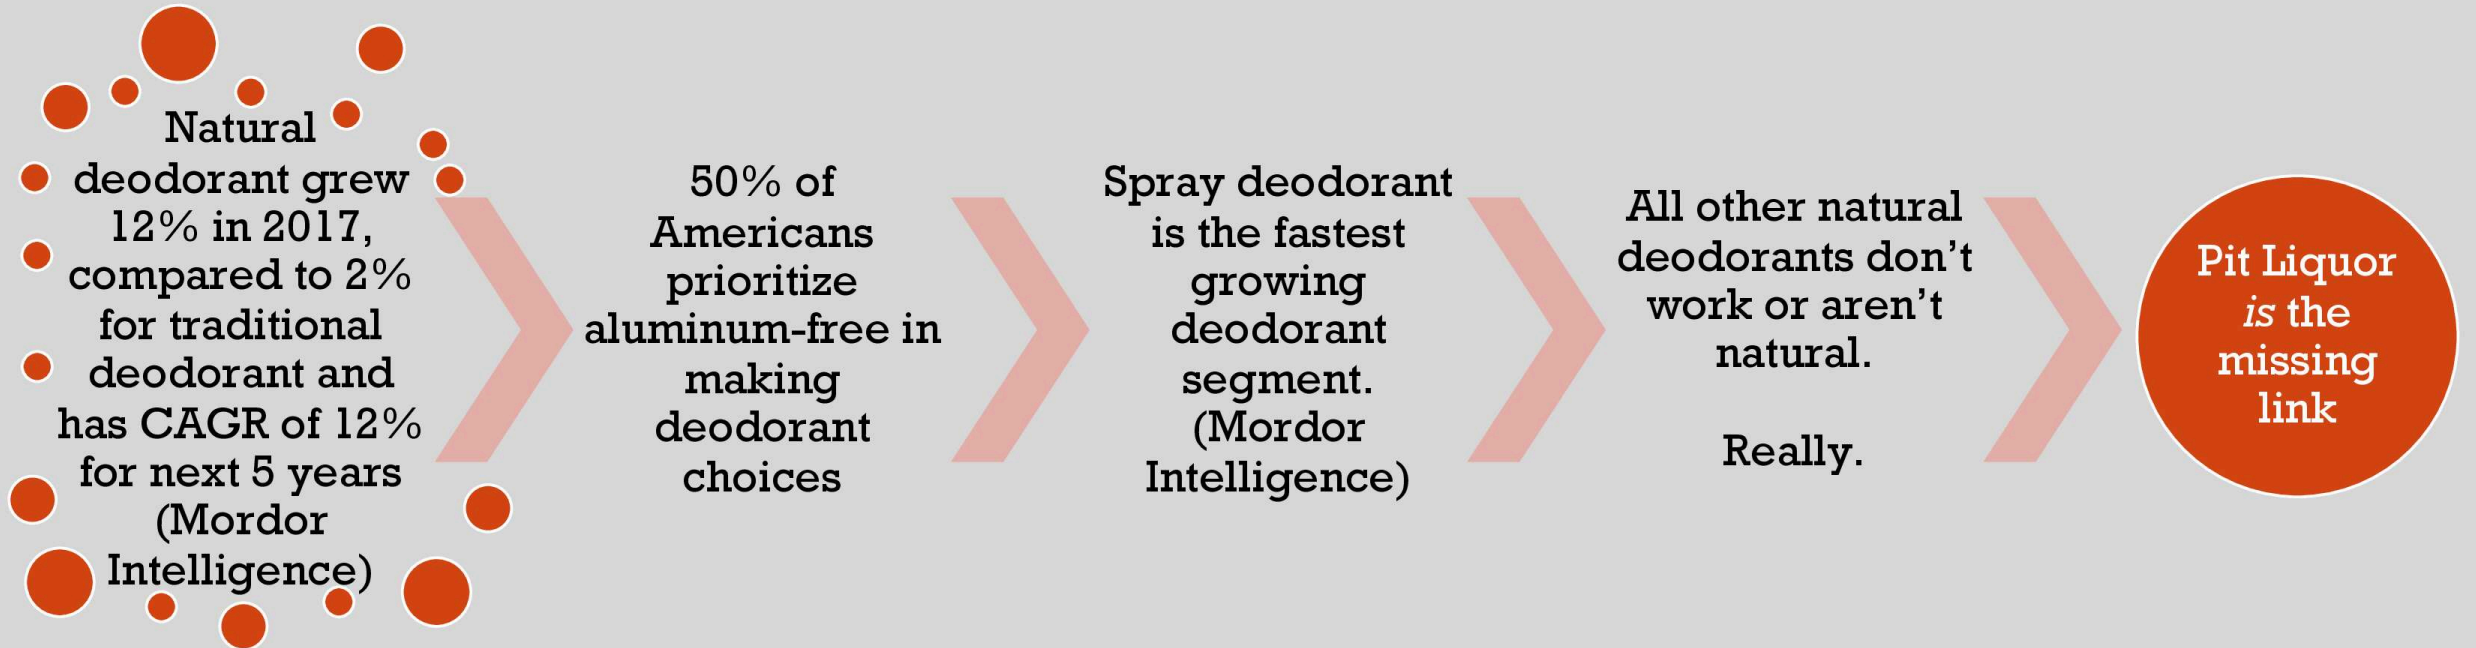 Natural
deodorant grew
12% in 2017,
compared to 2%
for traditional
deodorant and
has CAGR of 12%
for next 5 years
(Mordor
Intelligence)
50% of
Americans
prioritize
aluminum-free in
making
deodorant
choices
Spray deodorant
is the fastest
growing
deodorant
segment.
(Mordor
Intelligence)
All other natural
deodorants don’t
work or aren’t
natural.
Really.
Pit Liquor
is the
missing
link